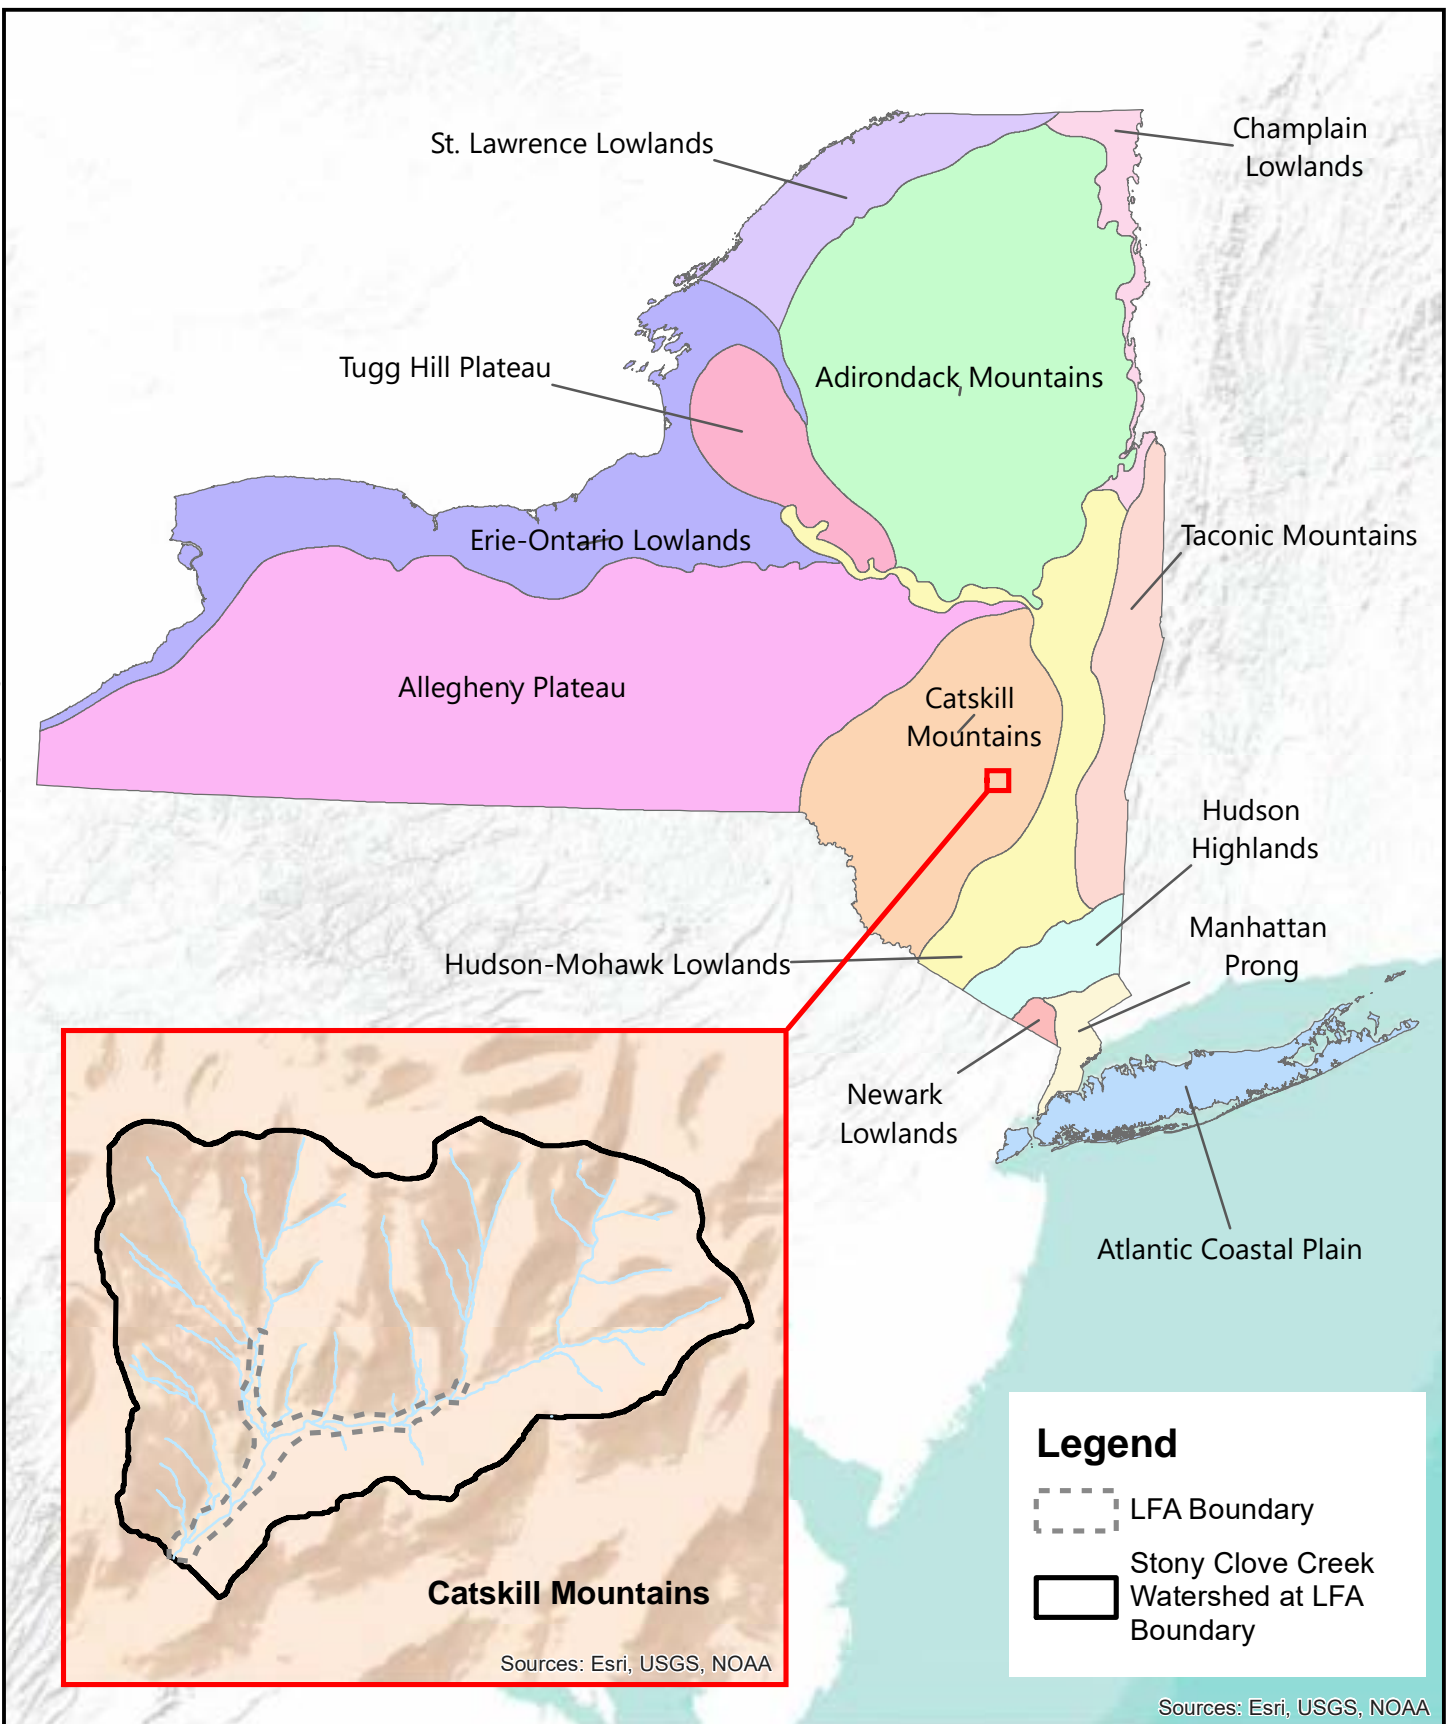 St. Lawrence Lowlands
Champlain
Lowlands
Tugg Hill Plateau
Adirondack Mountains
Erie-Ontario Lowlands
Taconic Mountains
Allegheny Plateau
Catskill
Mountains
Hudson
Highlands
Manhattan
Prong
Hudson-Mohawk Lowlands
Newark
Lowlands
Atlantic Coastal Plain
Catskill Mountains
Sources: Esri, USGS, NOAA
Legend
LFA Boundary
Stony Clove Creek
Watershed at LFA
Boundary
Sources: Esri, USGS, NOAA